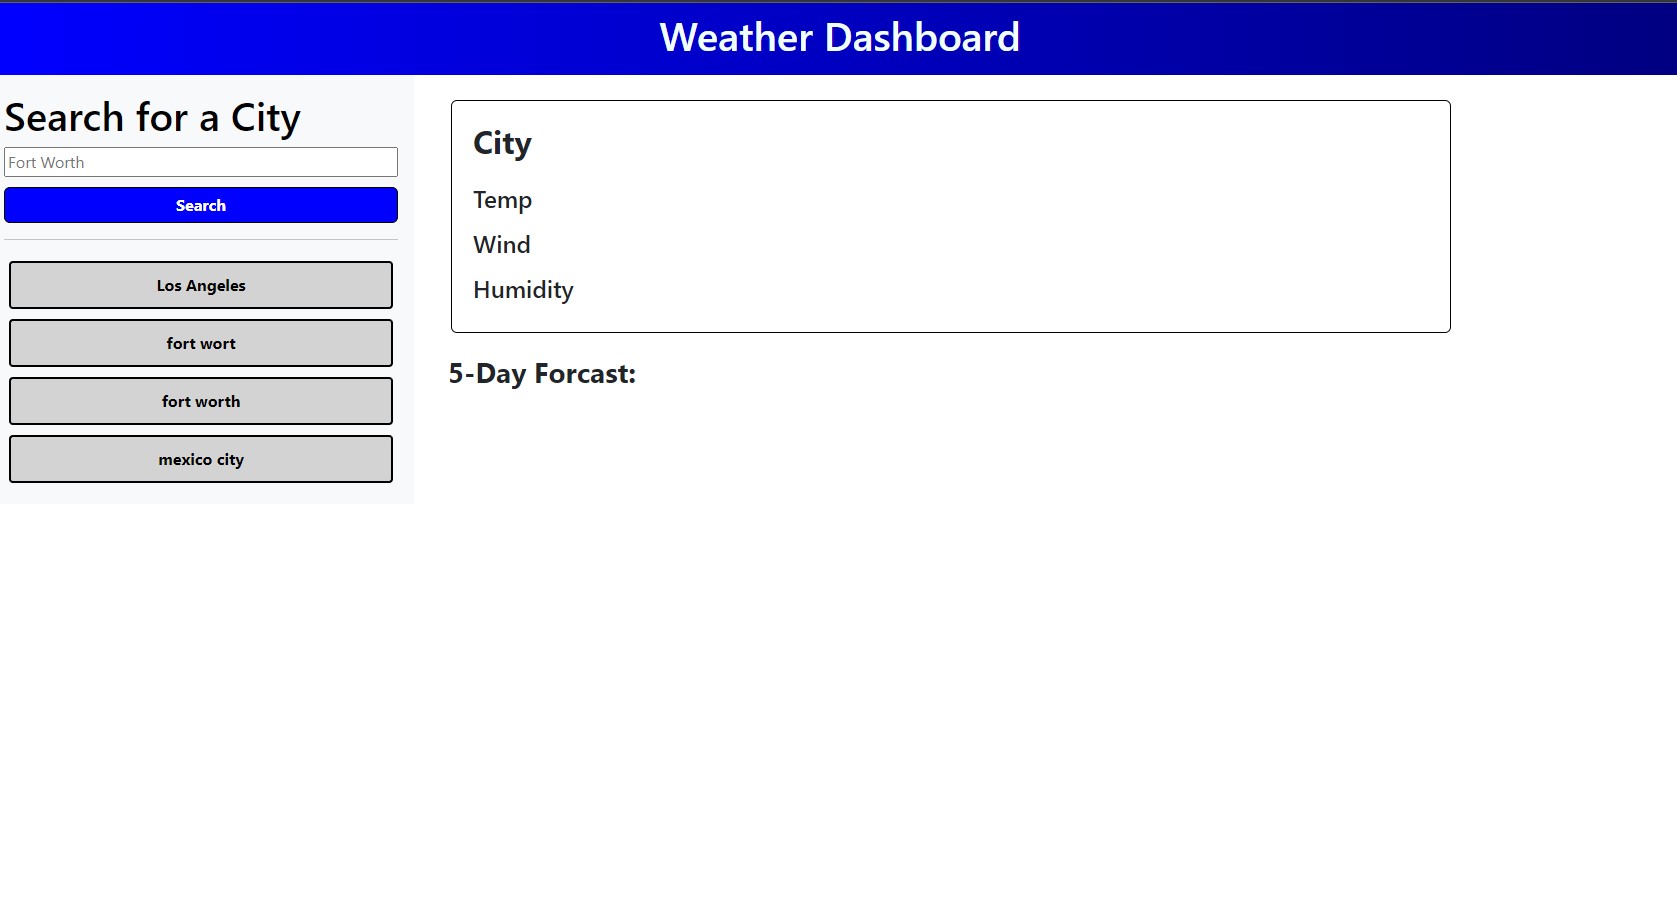 Weather Dashboard
Search for a City
Fort Worth
Search
Los Angeles
fort wort
fort worth
mexico city
City
Temp
Wind
Humidity
5-Day Forcast: